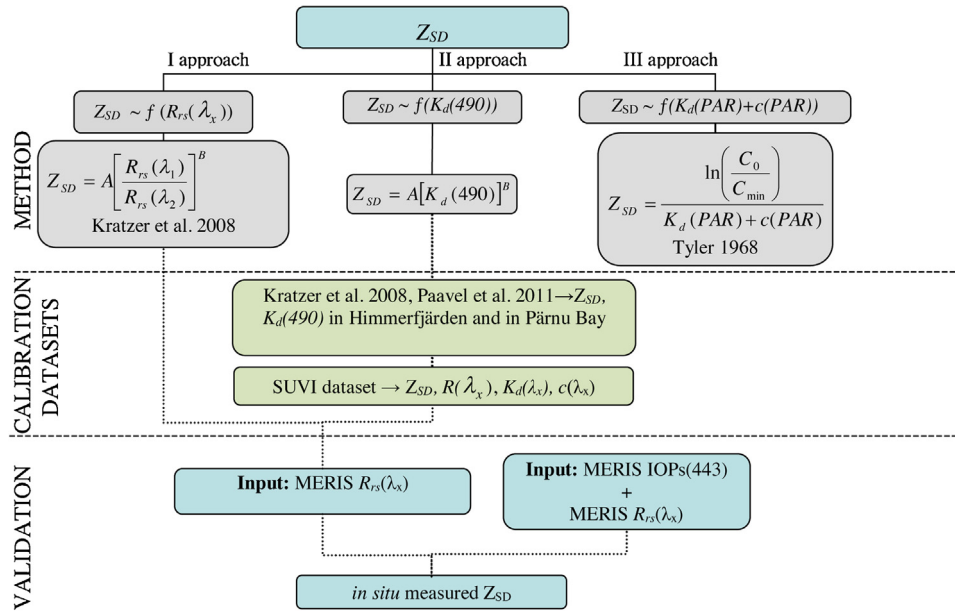 Z_SD
I approach
II approach
III approach
METHOD
Z_SD ~ f (R_rs(λ_x))
Z_SD ~ f(K_d(490))
Z_SD ~ f(K_d(PAR)+c(PAR))
Z_SD = A[R_rs(λ_1)/R_rs(λ_2)]^B
Kratzer et al. 2008
Z_SD = A[K_d(490)]^B
Z_SD = ln(C_0/C_min)/(K_d(PAR)+c(PAR))
Tyler 1968
CALIBRATION
DATASETS
Kratzer et al. 2008, Paavel et al. 2011→Z_SD,
K_d(490) in Himmerfjärden and in Pärnu Bay
SUVI dataset → Z_SD, R(λ_x), K_d(λ_x), c(λ_x)
VALIDATION
Input: MERIS R_rs(λ_x)
Input: MERIS IOPs(443)
+
MERIS R_rs(λ_x)
in situ measured Z_SD